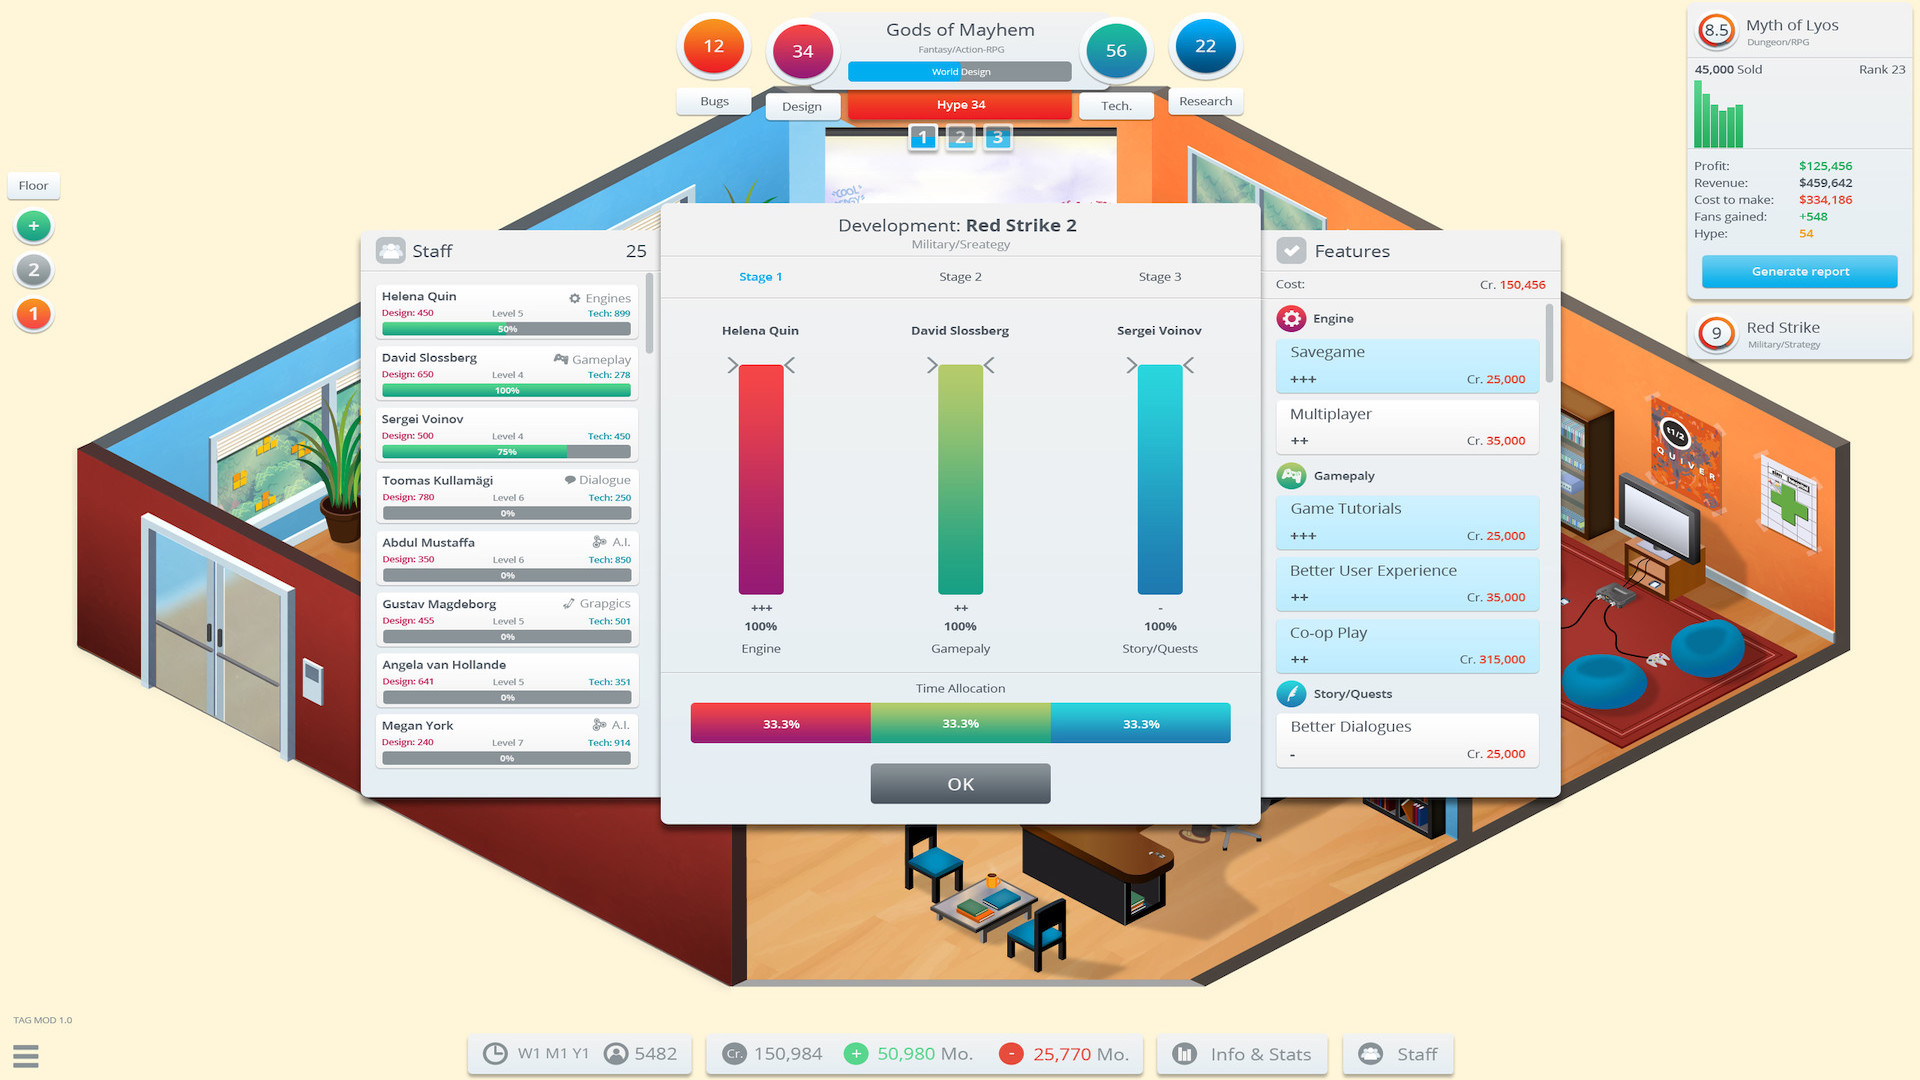 12
Bugs
34
Design
Gods of Mayhem
Fantasy/Action-RPG
World Design
Hype 34
1 2 3
56
Tech.
22
Research
8.5
Myth of Lyos
Dungeon/RPG
45,000 Sold Rank 23
Profit: $125,456
Revenue: $459,642
Cost to make: $334,186
Fans gained: +548
Hype: 54
Generate report
9
Red Strike
Military/Strategy
Floor
+
2
1
Staff 25
Helena Quin Engines
Design: 450 Level 5 Tech: 899
50%
David Slossberg Gameplay
Design: 650 Level 4 Tech: 278
100%
Sergei Voinov
Design: 500 Level 4 Tech: 450
75%
Toomas Kullamägi Dialogue
Design: 780 Level 6 Tech: 250
0%
Abdul Mustaffa A.I.
Design: 350 Level 6 Tech: 850
0%
Gustav Magdeborg Grapgics
Design: 455 Level 5 Tech: 501
0%
Angela van Hollande
Design: 641 Level 5 Tech: 351
0%
Megan York A.I.
Design: 240 Level 7 Tech: 914
0%
Development: Red Strike 2
Military/Sreategy
Stage 1 Stage 2 Stage 3
Helena Quin David Slossberg Sergei Voinov
+++ ++ -
100% 100% 100%
Engine Gamepaly Story/Quests
Time Allocation
33.3% 33.3% 33.3%
OK
Features
Cost: Cr. 150,456
Engine
Savegame
+++ Cr. 25,000
Multiplayer
++ Cr. 35,000
Gamepaly
Game Tutorials
+++ Cr. 25,000
Better User Experience
++ Cr. 35,000
Co-op Play
++ Cr. 315,000
Story/Quests
Better Dialogues
- Cr. 25,000
t1/2
QUIVER
TAG MOD 1.0
W1 M1 Y1 5482
Cr. 150,984 + 50,980 Mo. - 25,770 Mo.
Info & Stats
Staff